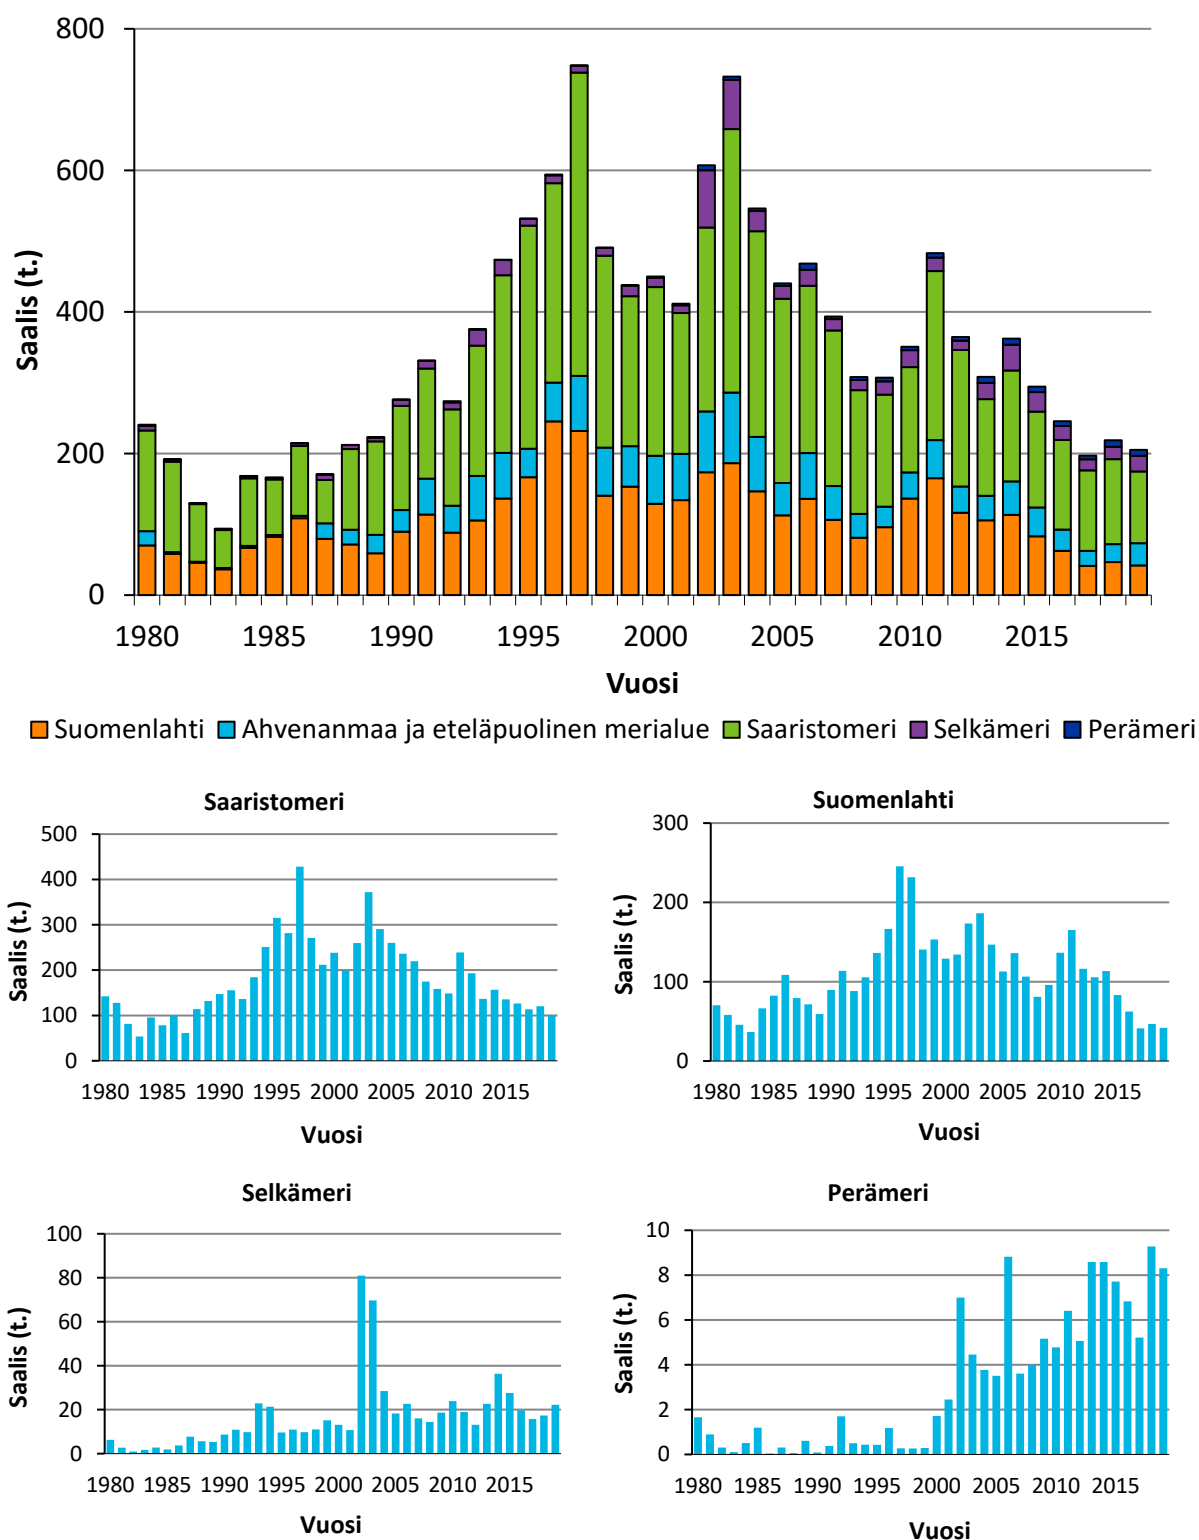 800
600
400
200
0
Saalis (t.)
1980 1985 1990 1995 2000 2005 2010 2015
Vuosi
Suomenlahti Ahvenanmaa ja eteläpuolinen merialue Saaristomeri Selkämeri Perämeri
Saaristomeri
500
400
300
200
100
0
Saalis (t.)
1980 1985 1990 1995 2000 2005 2010 2015
Vuosi
Suomenlahti
300
200
100
0
Saalis (t.)
1980 1985 1990 1995 2000 2005 2010 2015
Vuosi
Selkämeri
100
80
60
40
20
0
Saalis (t.)
1980 1985 1990 1995 2000 2005 2010 2015
Vuosi
Perämeri
10
8
6
4
2
0
Saalis (t.)
1980 1985 1990 1995 2000 2005 2010 2015
Vuosi